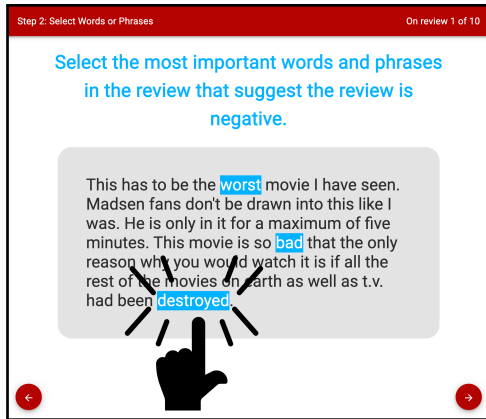 Step 2: Select Words or Phrases
On review 1 of 10
Select the most important words and phrases
in the review that suggest the review is
negative.
This has to be the worst movie I have seen.
Madsen fans don't be drawn into this like I
was. He is only in it for a maximum of five
minutes. This movie is so bad that the only
reason why you would watch it is if all the
rest of the movies on earth as well as t.v.
had been destroyed.